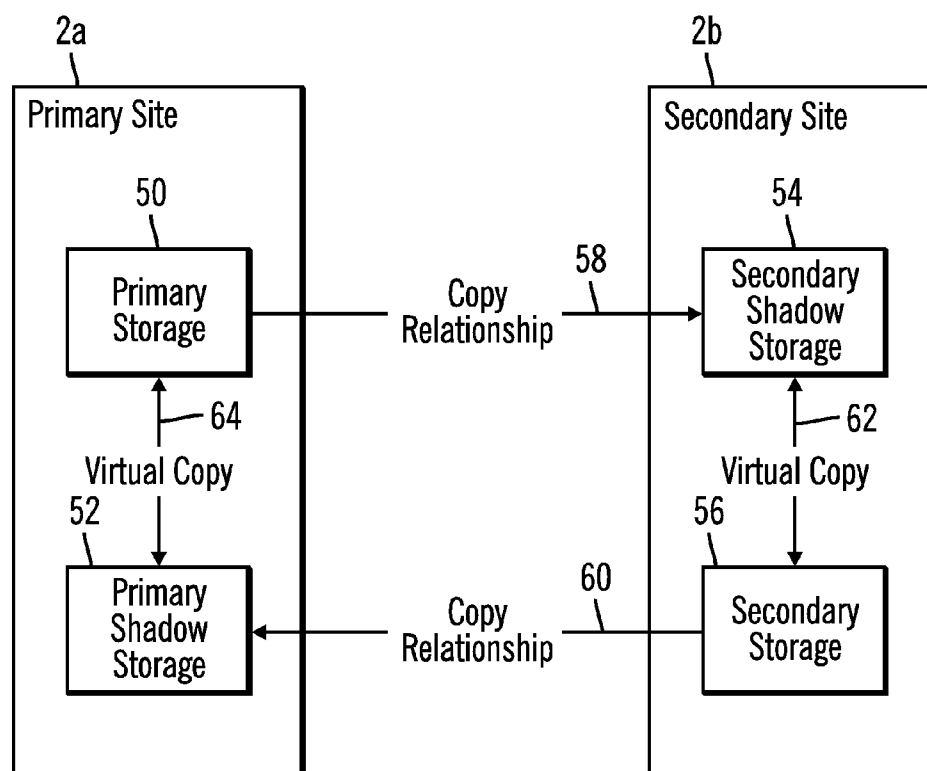 2a
2b
Primary Site
Secondary Site
50
54
Primary
Storage
Copy
Relationship
58
Secondary
Shadow
Storage
64
62
Virtual Copy
Virtual Copy
52
56
Primary
Shadow
Storage
Copy
Relationship
60
Secondary
Storage